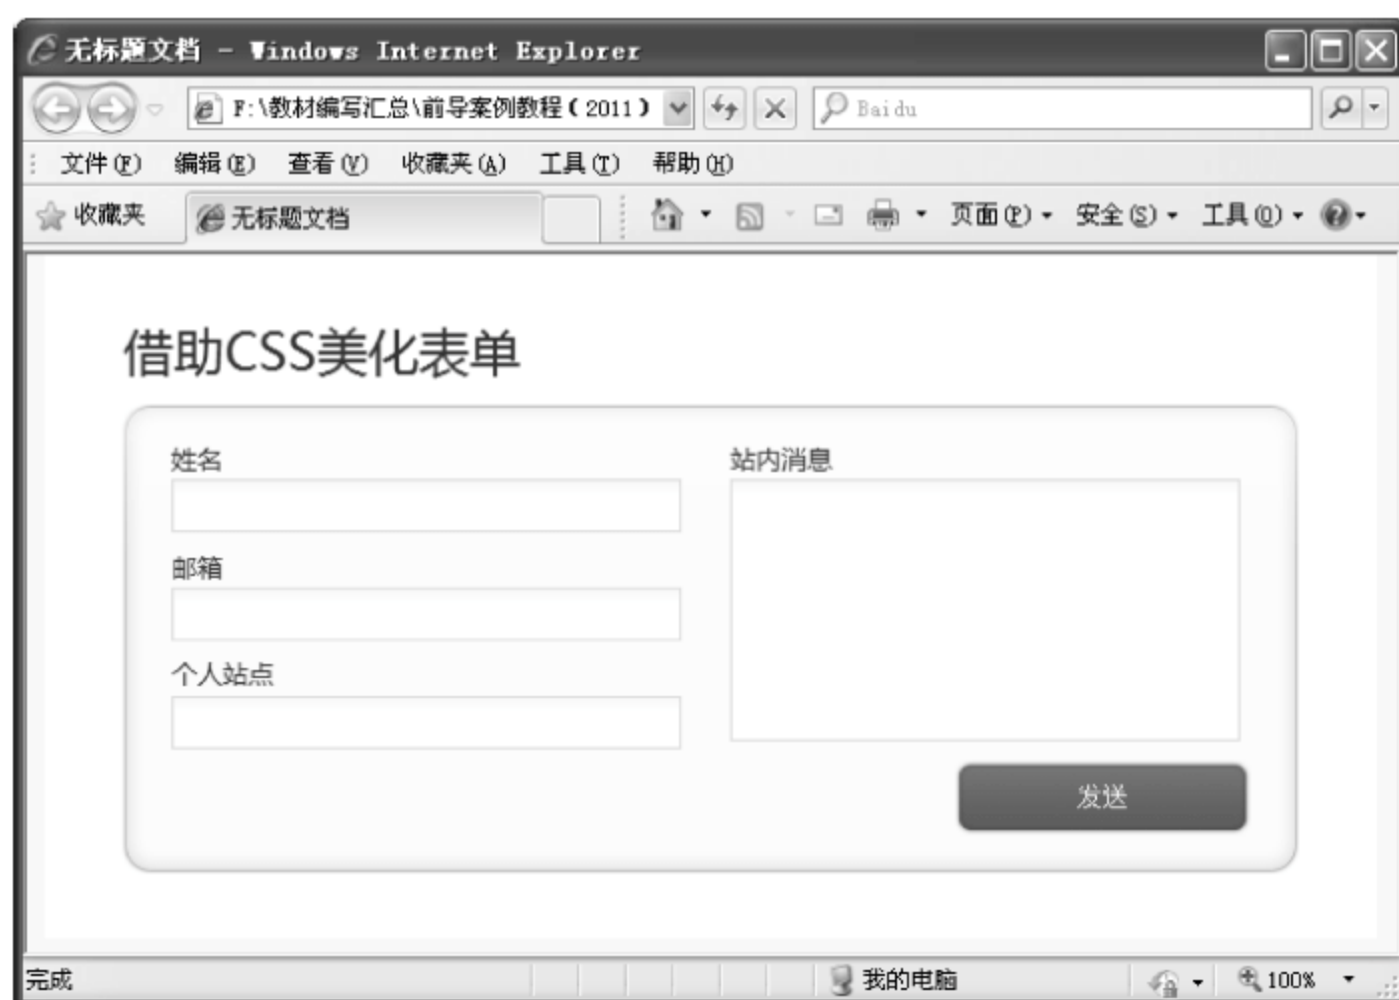 无标题文档 - Windows Internet Explorer
F:\教材编写汇总\前导案例教程(2011) Baidu
文件(F) 编辑(E) 查看(V) 收藏夹(A) 工具(T) 帮助(H)
收藏夹 无标题文档 页面(P) 安全(S) 工具(O)
借助CSS美化表单
姓名 站内消息
邮箱
个人站点
发送
完成 我的电脑 100%